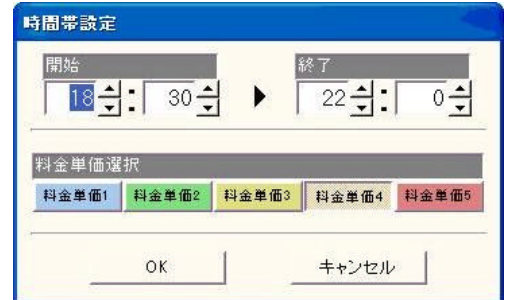 時間帯設定
開始 終了
18 : 30 ▶ 22 : 0
料金単価選択
料金単価1 料金単価2 料金単価3 料金単価4 料金単価5
OK キャンセル